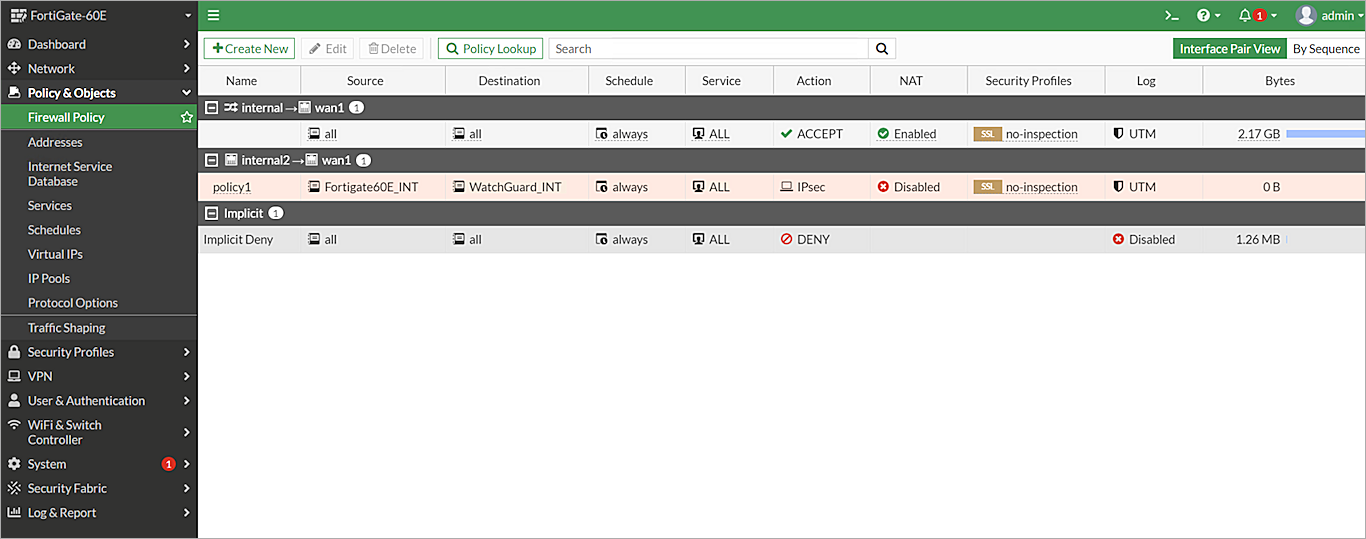 FortiGate-60E
>_ ? 1 admin
Dashboard
Network
Policy & Objects
Firewall Policy
Addresses
Internet Service
Database
Services
Schedules
Virtual IPs
IP Pools
Protocol Options
Traffic Shaping
Security Profiles
VPN
User & Authentication
WiFi & Switch
Controller
System 1
Security Fabric
Log & Report
+Create New Edit Delete Policy Lookup Search Interface Pair View By Sequence
Name Source Destination Schedule Service Action NAT Security Profiles Log Bytes
internal → wan1 1
all all always ALL ACCEPT Enabled SSL no-inspection UTM 2.17 GB
internal2 → wan1 1
policy1 Fortigate60E_INT WatchGuard_INT always ALL IPsec Disabled SSL no-inspection UTM 0 B
Implicit 1
Implicit Deny all all always ALL DENY Disabled 1.26 MB